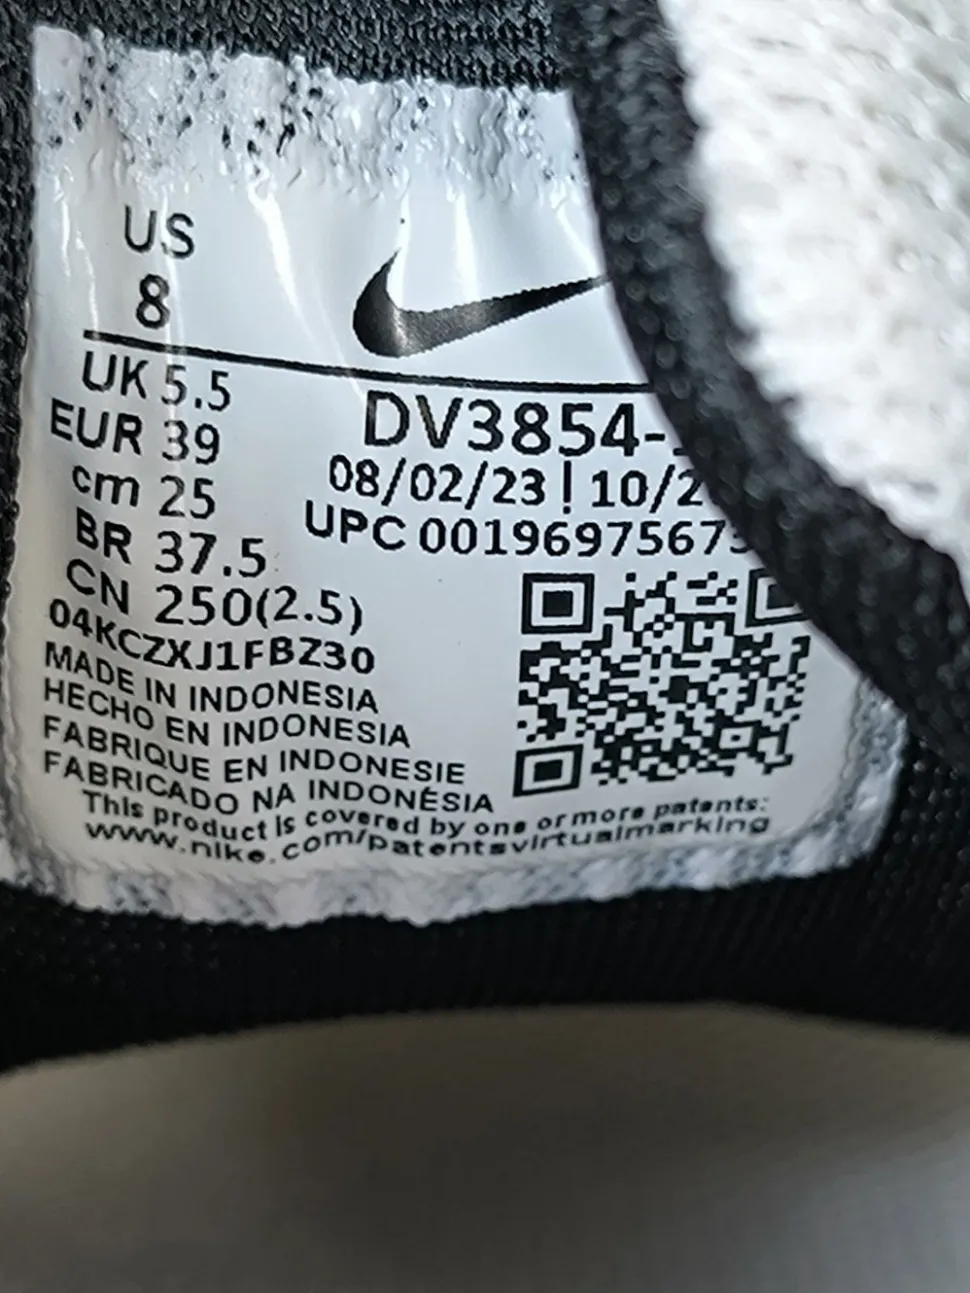 US
8
UK 5.5
EUR 39
cm 25
BR 37.5
CN 250(2.5)
DV3854-
08/02/23 | 10/2
UPC 00196975673
04KCZXJ1FBZ30
MADE IN INDONESIA
HECHO EN INDONESIA
FABRIQUE EN INDONESIE
FABRICADO NA INDONÉSIA
This product is covered by one or more patents:
www.nike.com/patentsvirtualmarking